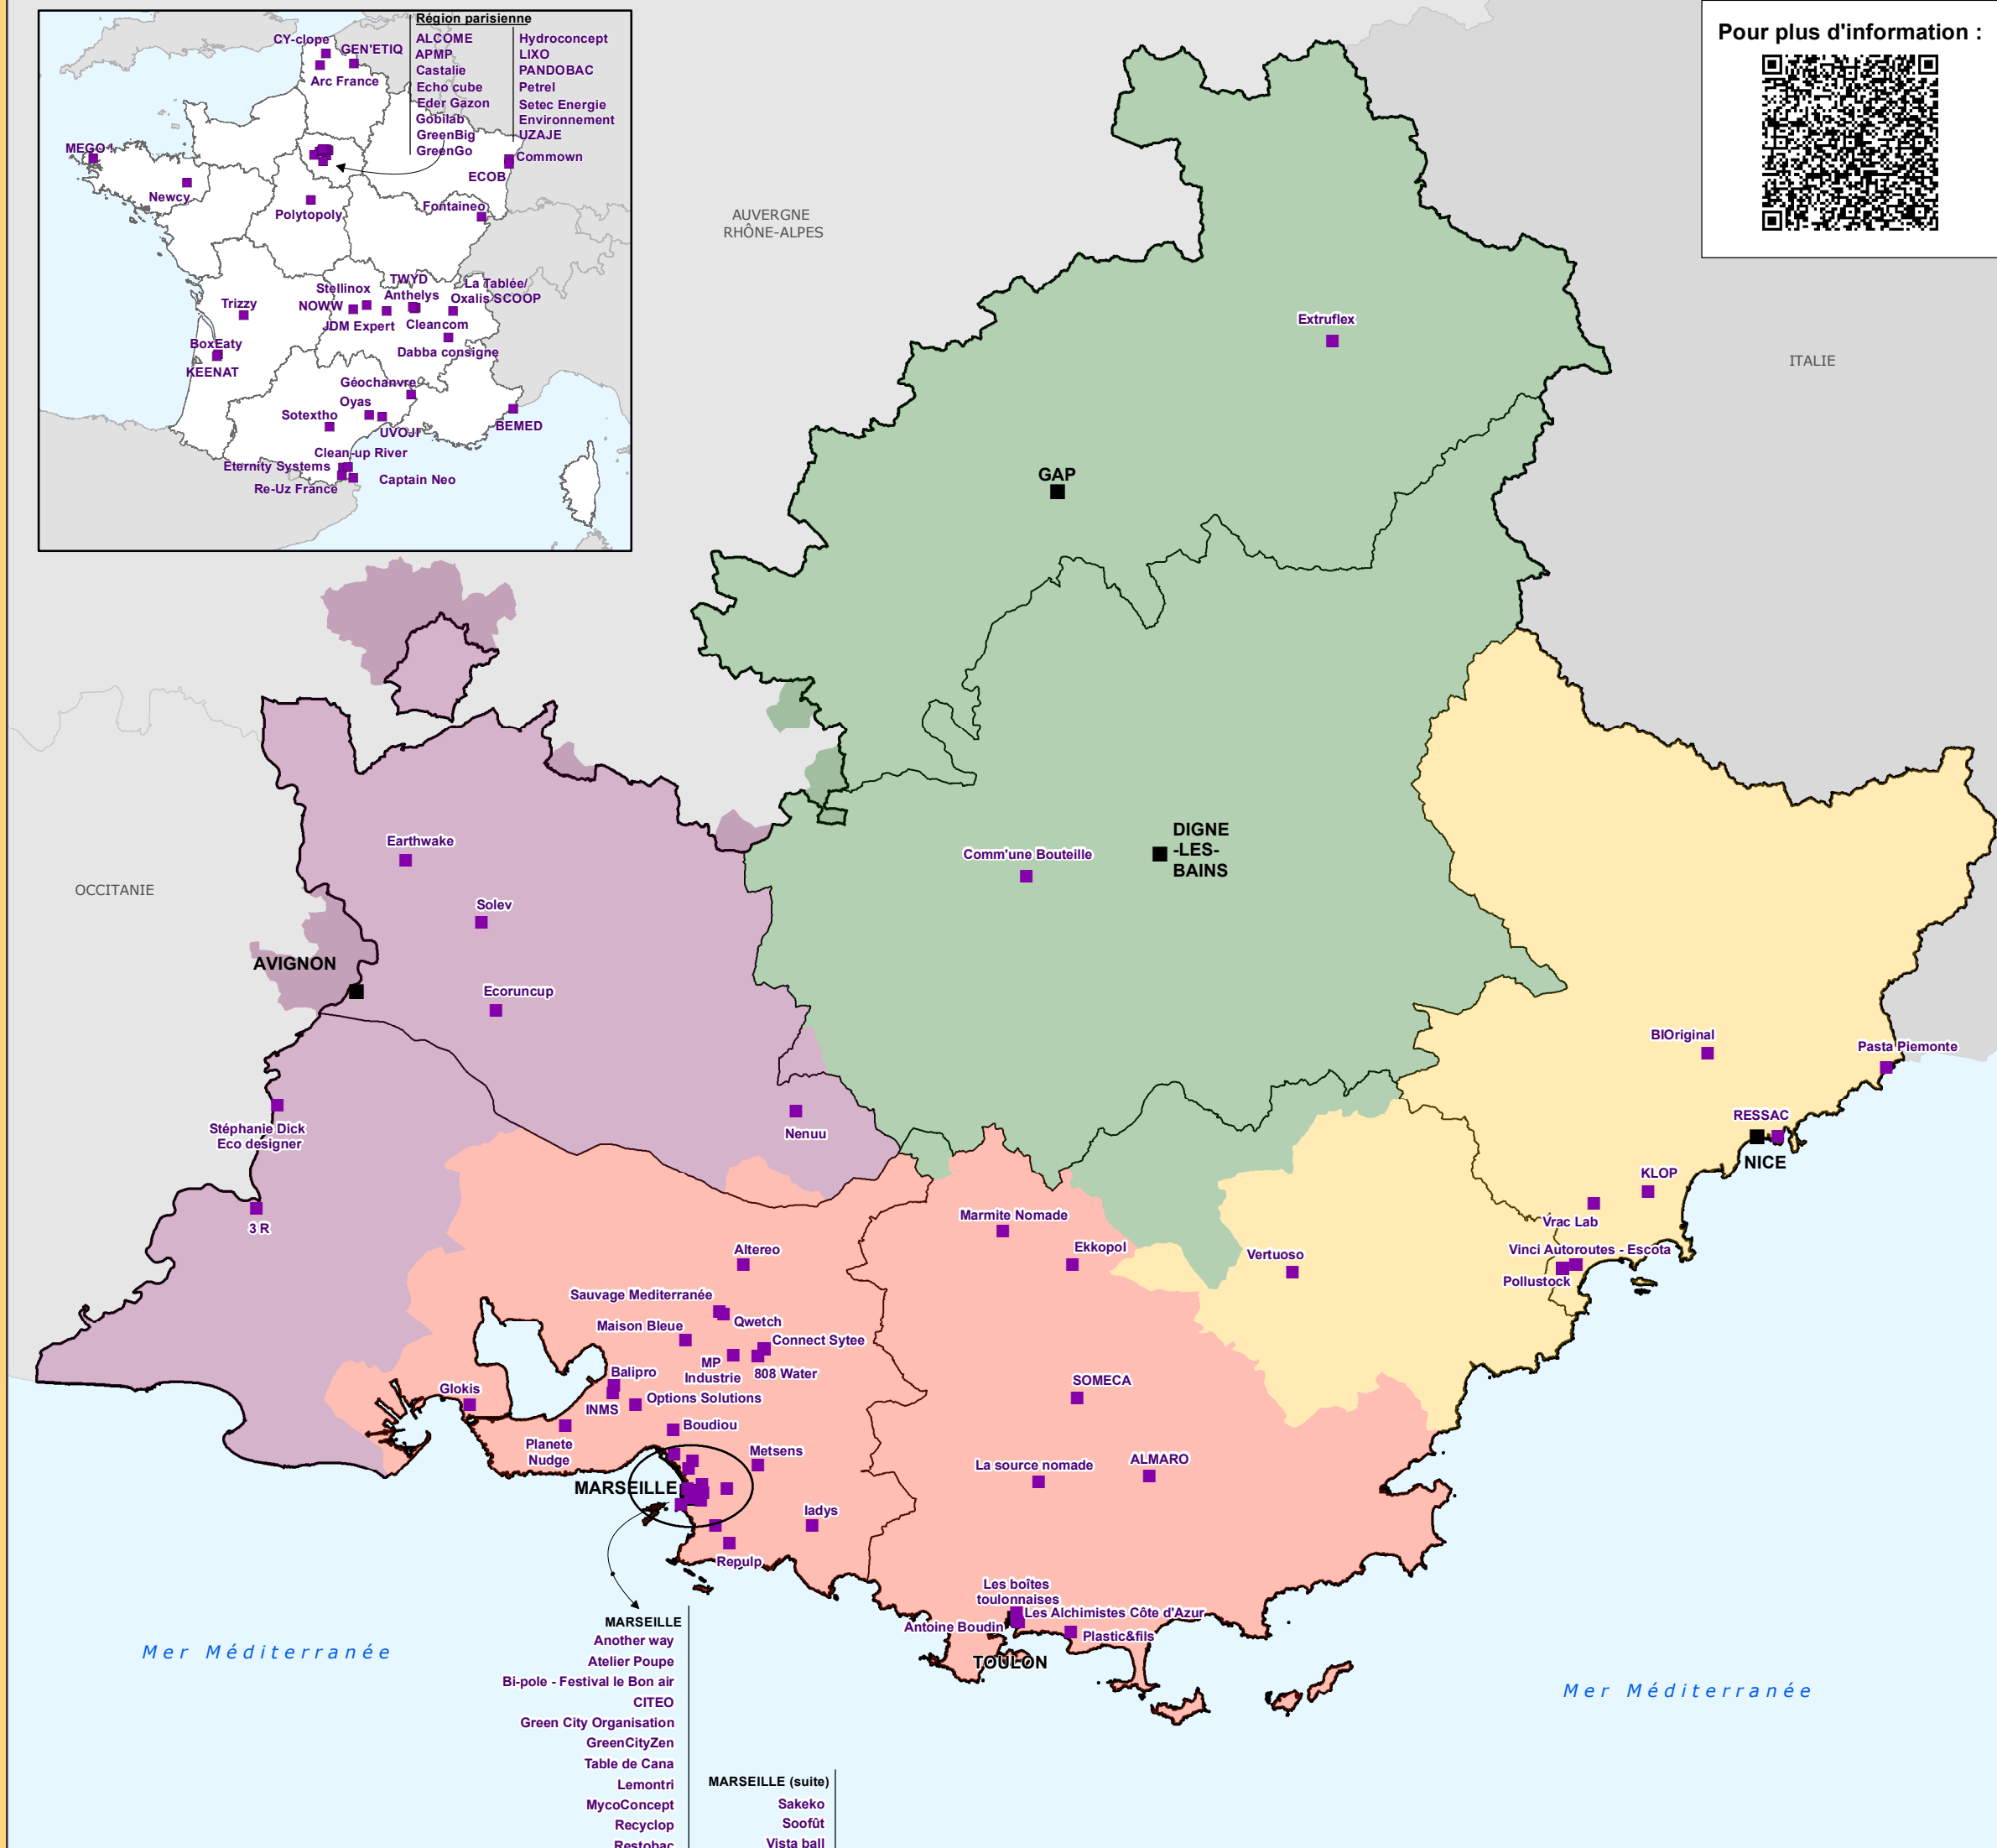 Pour plus d'information :
Région parisienne
ALCOME
APMP
Castalie
Echo cube
Eder Gazon
Gobilab
GreenBig
GreenGo
Hydroconcept
LIXO
PANDOBAC
Petrel
Setec Energie
Environnement
UZAJE
CY-clope
GEN'ETIQ
Arc France
MEGO !
Newcy
Polytopoly
Commown
ECOB
Fontaineo
TWYD
Stellinox
Anthelys
La Tablée/
Oxalis SCOOP
NOWW
Trizzy
JDM Expert
Cleancom
BoxEaty
Dabba consigne
KEENAT
Géochanvre
Oyas
Sotextho
UVOJI
BEMED
Clean-up River
Eternity Systems
Captain Neo
Re-Uz France
AUVERGNE
RHÔNE-ALPES
ITALIE
OCCITANIE
Extruflex
GAP
DIGNE
-LES-
BAINS
Comm'une Bouteille
Earthwake
Solev
AVIGNON
Ecoruncup
BIOriginal
Pasta Piemonte
Stéphanie Dick
Eco designer
Nenuu
RESSAC
NICE
KLOP
3 R
Marmite Nomade
Vrac Lab
Altereo
Ekkopol
Vertuoso
Vinci Autoroutes - Escota
Pollustock
Sauvage Mediterranée
Qwetch
Maison Bleue
Connect Sytee
MP
Industrie
808 Water
Balipro
SOMECA
Glokis
INMS
Options Solutions
Boudiou
Planete
Nudge
Metsens
ALMARO
La source nomade
MARSEILLE
Iadys
Repulp
Les boîtes
toulonnaises
Les Alchimistes Côte d'Azur
Antoine Boudin
Plastic&fils
TOULON
Mer Méditerranée
Mer Méditerranée
MARSEILLE
Another way
Atelier Poupe
Bi-pole - Festival le Bon air
CITEO
Green City Organisation
GreenCityZen
Table de Cana
Lemontri
MycoConcept
Recyclop
Restobac
MARSEILLE (suite)
Sakeko
Soofût
Vista ball